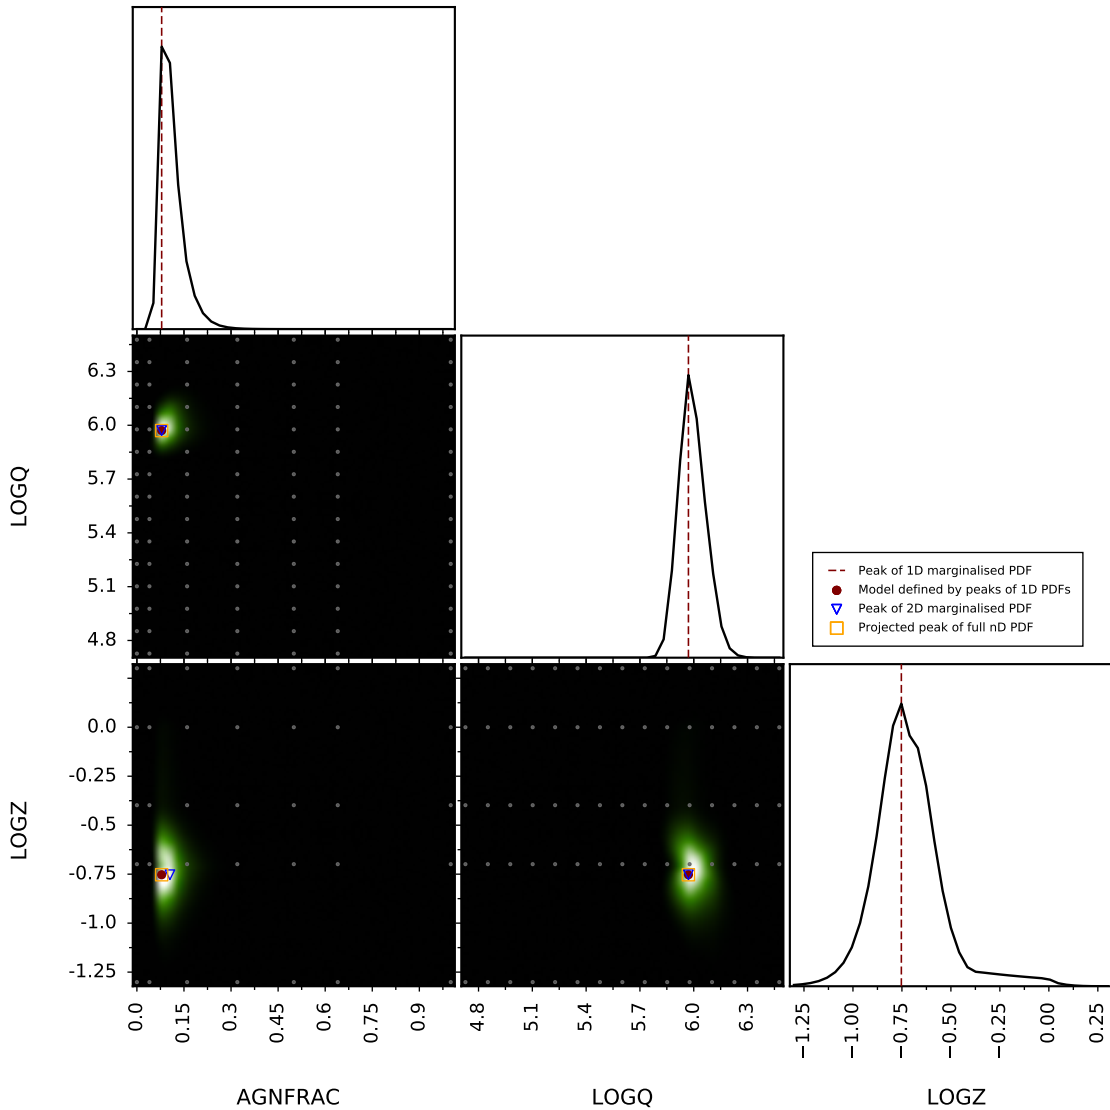 6.3
6.0
5.7
5.4
5.1
4.8
LOGQ
Peak of 1D marginalised PDF
Model defined by peaks of 1D PDFs
Peak of 2D marginalised PDF
Projected peak of full nD PDF
0.0
-0.25
-0.5
-0.75
-1.0
-1.25
LOGZ
0.0 0.15 0.3 0.45 0.6 0.75 0.9
4.8 5.1 5.4 5.7 6.0 6.3
−1.25 −1.00 −0.75 −0.50 −0.25 0.00 0.25
AGNFRAC LOGQ LOGZ